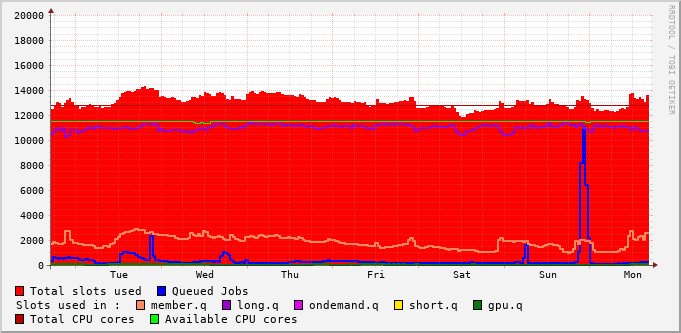 20000
18000
16000
14000
12000
10000
8000
6000
4000
2000
0
Tue Wed Thu Fri Sat Sun Mon
RRDTOOL / TOBI OETIKER
Total slots used Queued Jobs
Slots used in : member.q long.q ondemand.q short.q gpu.q
Total CPU cores Available CPU cores